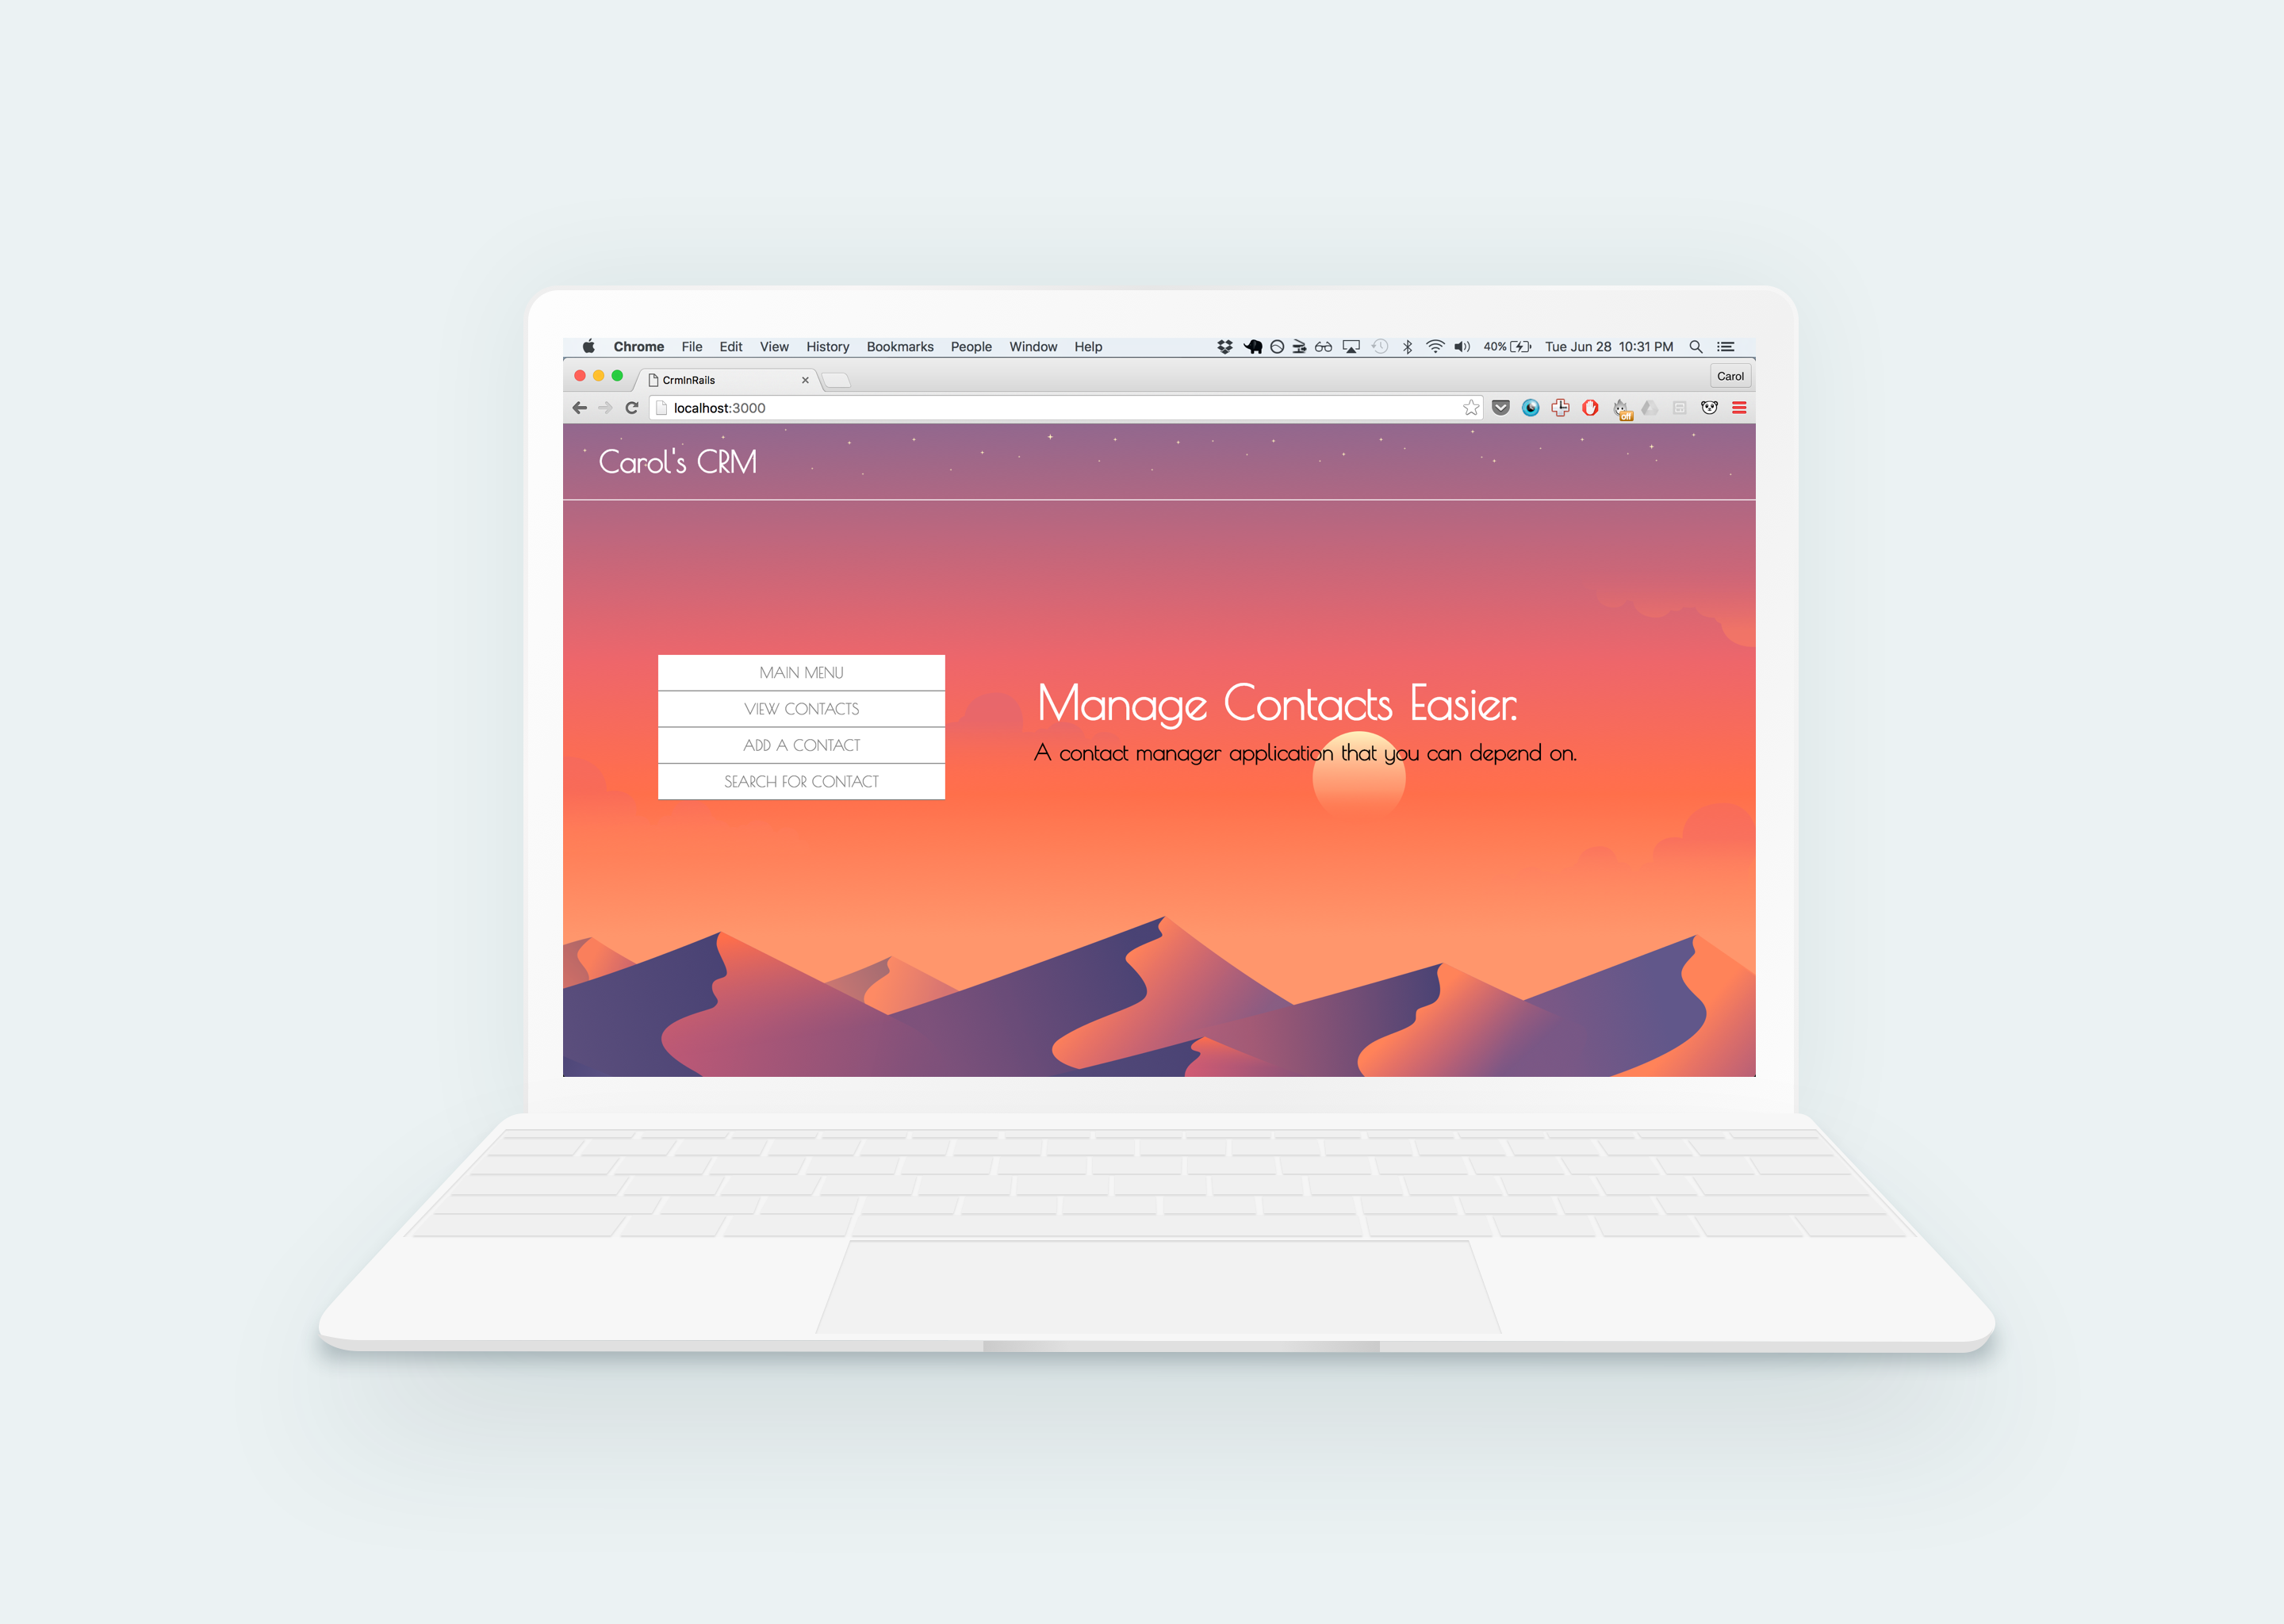 Chrome File Edit View History Bookmarks People Window Help 40% Tue Jun 28 10:31 PM
CrmInRails Carol
localhost:3000
off
Carol's CRM
MAIN MENU
VIEW CONTACTS
ADD A CONTACT
SEARCH FOR CONTACT
Manage Contacts Easier.
A contact manager application that you can depend on.